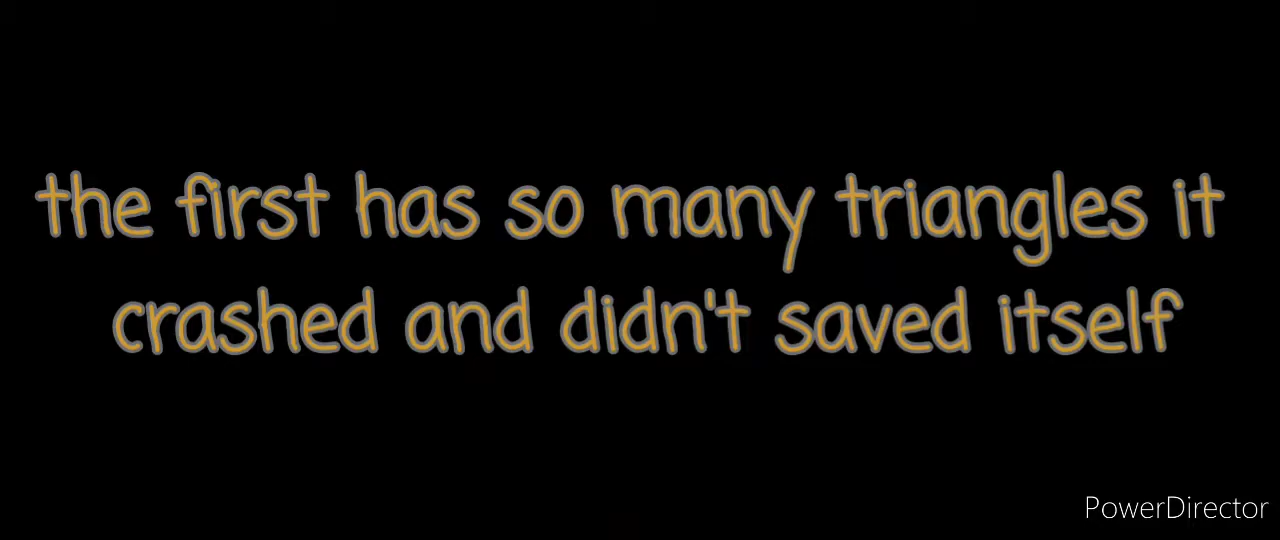 the first has so many triangles it
crashed and didn't saved itself
PowerDirector